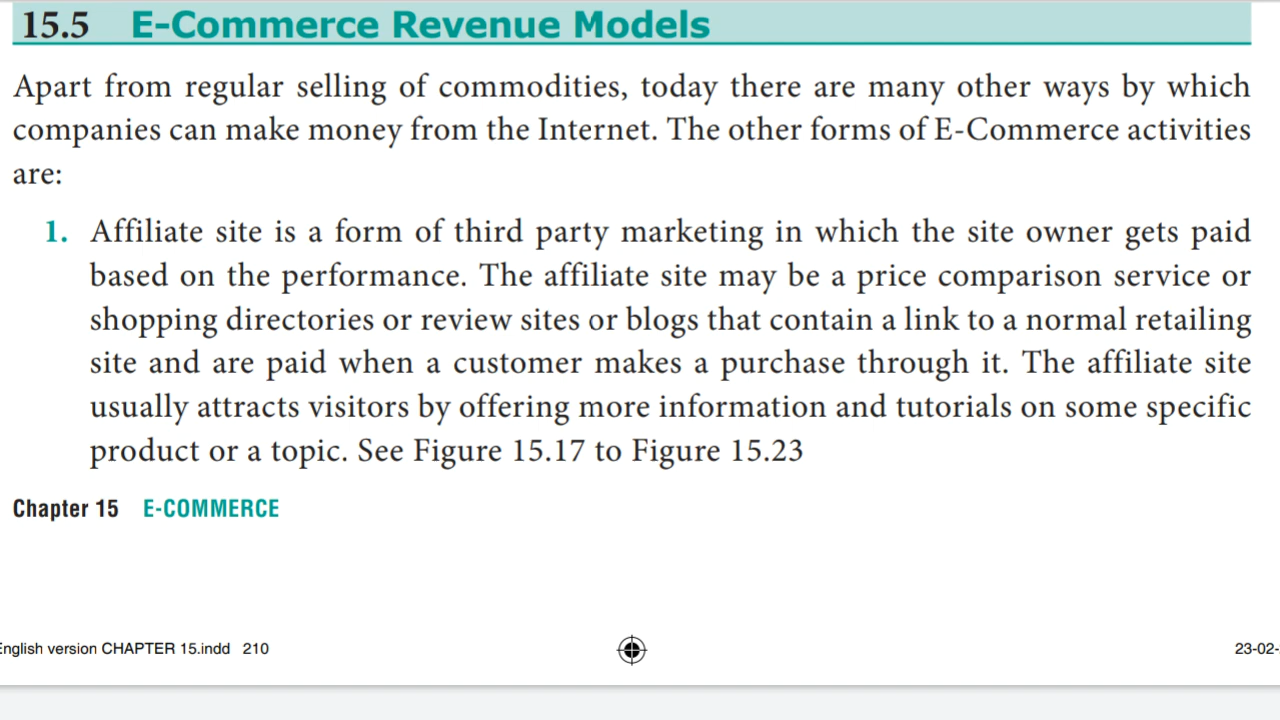 15.5 E-Commerce Revenue Models
Apart from regular selling of commodities, today there are many other ways by which
companies can make money from the Internet. The other forms of E-Commerce activities
are:
1. Affiliate site is a form of third party marketing in which the site owner gets paid
based on the performance. The affiliate site may be a price comparison service or
shopping directories or review sites or blogs that contain a link to a normal retailing
site and are paid when a customer makes a purchase through it. The affiliate site
usually attracts visitors by offering more information and tutorials on some specific
product or a topic. See Figure 15.17 to Figure 15.23
Chapter 15 E-COMMERCE
English version CHAPTER 15.indd 210
23-02-